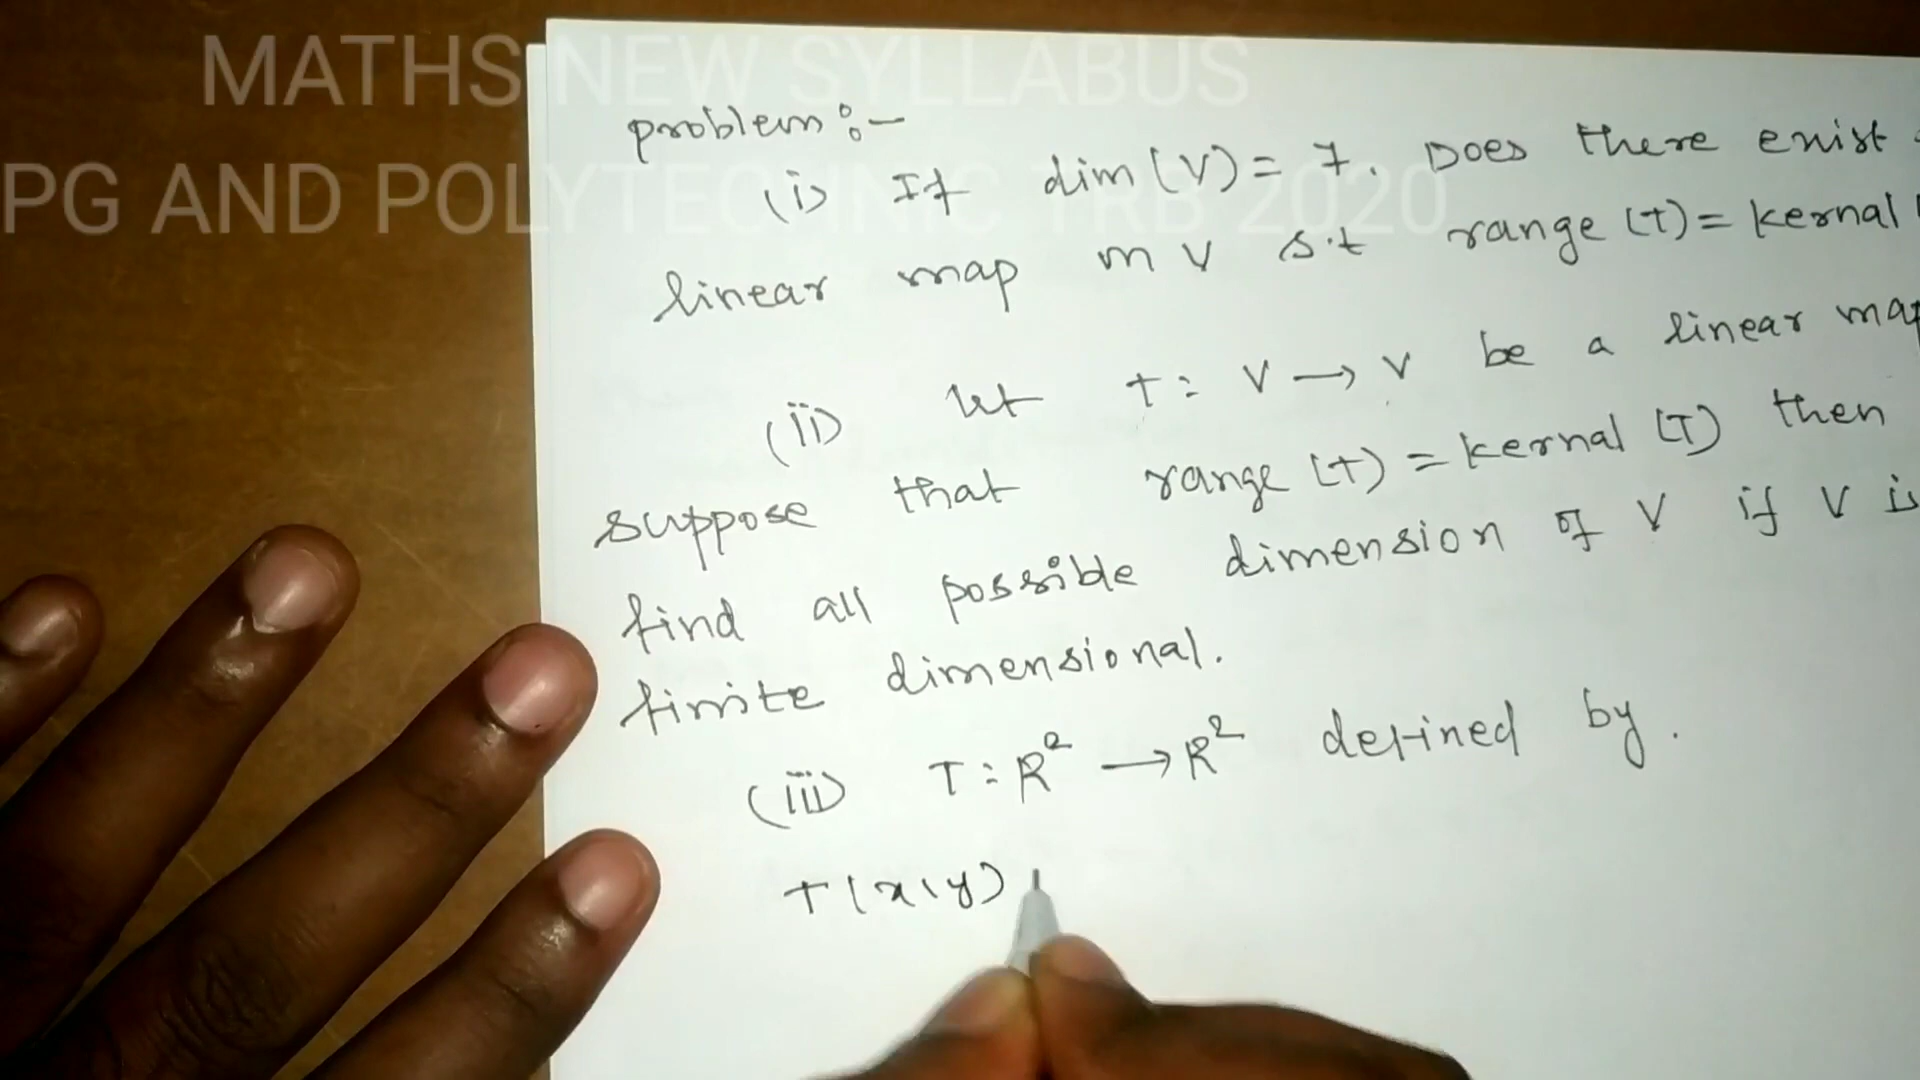 MATHS NEW SYLLABUS
PG AND POLYTECHNIC TRB 2020
problem :-
(i) If dim(V) = 7. Does there exist
linear map m V s.t range (T) = kernal
(ii) Let T : V → V be a linear map
suppose that range (T) = kernal (T) then
find all possible dimension of V if V is
finite dimensional.
(iii) T : R² → R² defined by.
T(x,y)